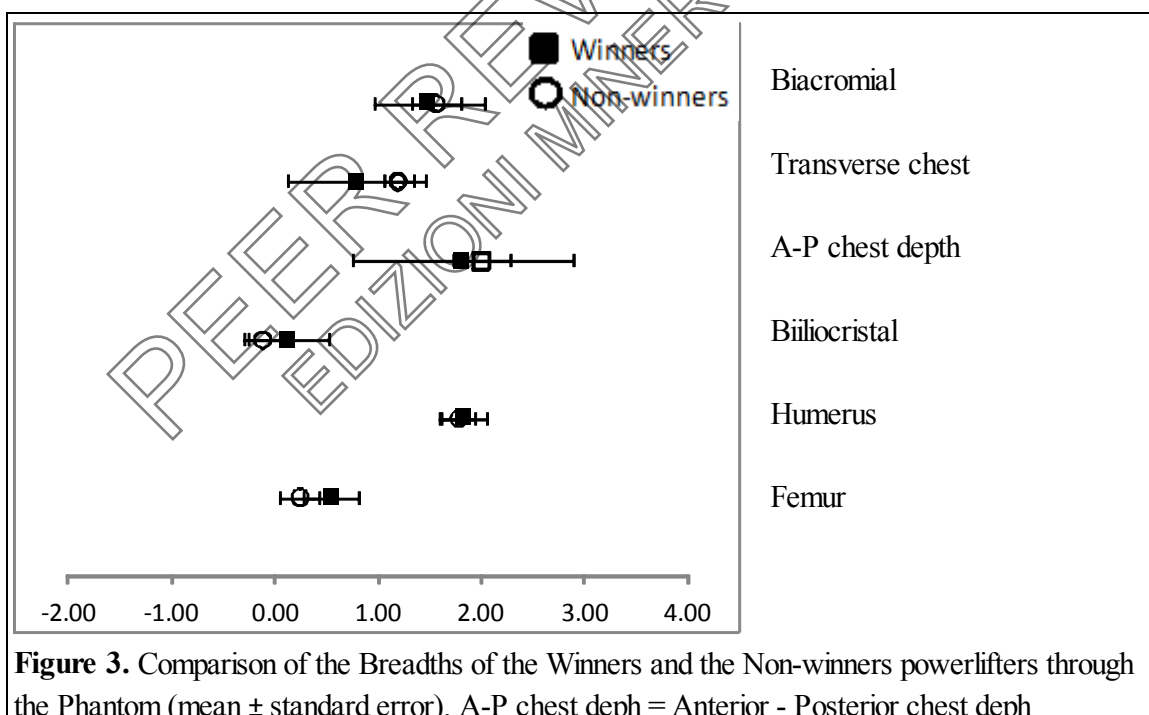 PEER REV
EDIZIONI MINER
Winners
Non-winners
Biacromial
Transverse chest
A-P chest depth
Biiliocristal
Humerus
Femur
-2.00 -1.00 0.00 1.00 2.00 3.00 4.00
Figure 3. Comparison of the Breadths of the Winners and the Non-winners powerlifters through
the Phantom (mean ± standard error). A-P chest deph = Anterior - Posterior chest deph